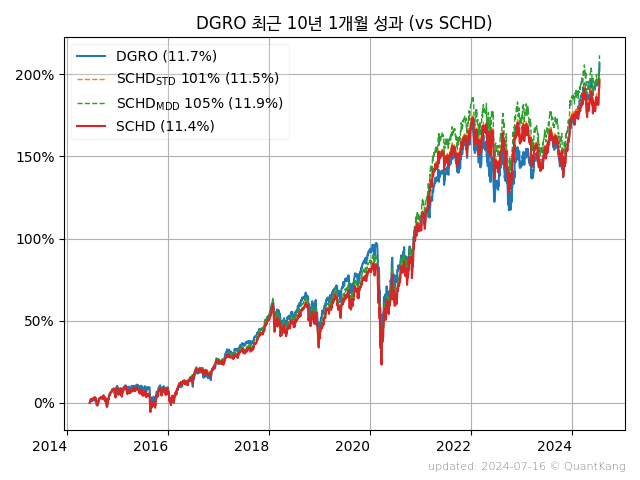 DGRO 최근 10년 1개월 성과 (vs SCHD)
DGRO (11.7%)
SCHD_STD 101% (11.5%)
SCHD_MDD 105% (11.9%)
SCHD (11.4%)
200%
150%
100%
50%
0%
2014 2016 2018 2020 2022 2024
updated: 2024-07-16 © QuantKang